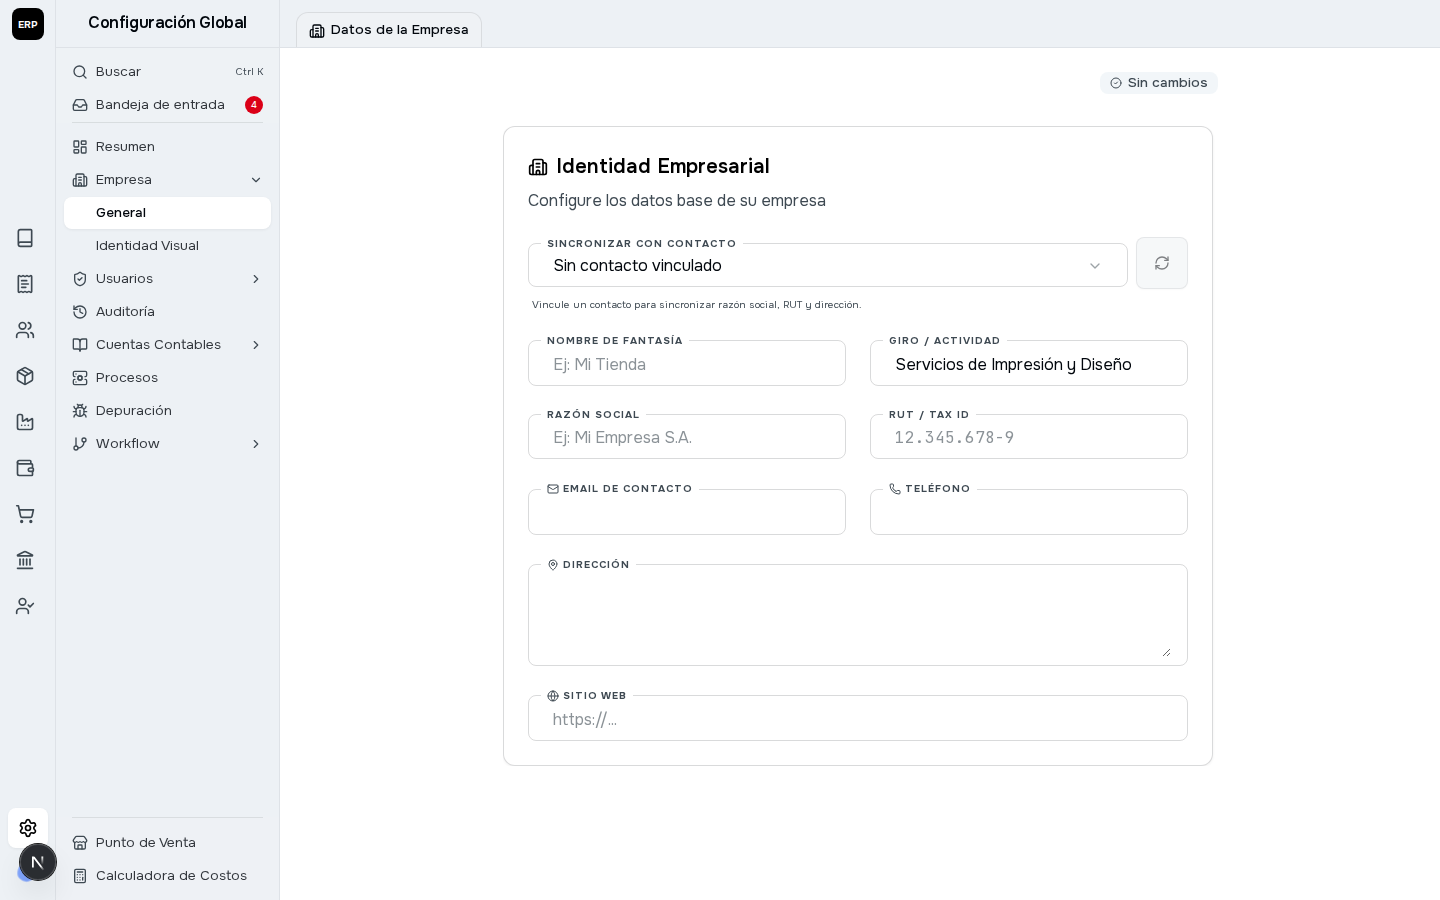 ERP
Configuración Global
Datos de la Empresa
Buscar Ctrl K
Bandeja de entrada 4
Resumen
Empresa
General
Identidad Visual
Usuarios
Auditoría
Cuentas Contables
Procesos
Depuración
Workflow
Punto de Venta
Calculadora de Costos
N
Sin cambios
Identidad Empresarial
Configure los datos base de su empresa
SINCRONIZAR CON CONTACTO
Sin contacto vinculado
Vincule un contacto para sincronizar razón social, RUT y dirección.
NOMBRE DE FANTASÍA
Ej: Mi Tienda
GIRO / ACTIVIDAD
Servicios de Impresión y Diseño
RAZÓN SOCIAL
Ej: Mi Empresa S.A.
RUT / TAX ID
12.345.678-9
EMAIL DE CONTACTO
TELÉFONO
DIRECCIÓN
SITIO WEB
https://...